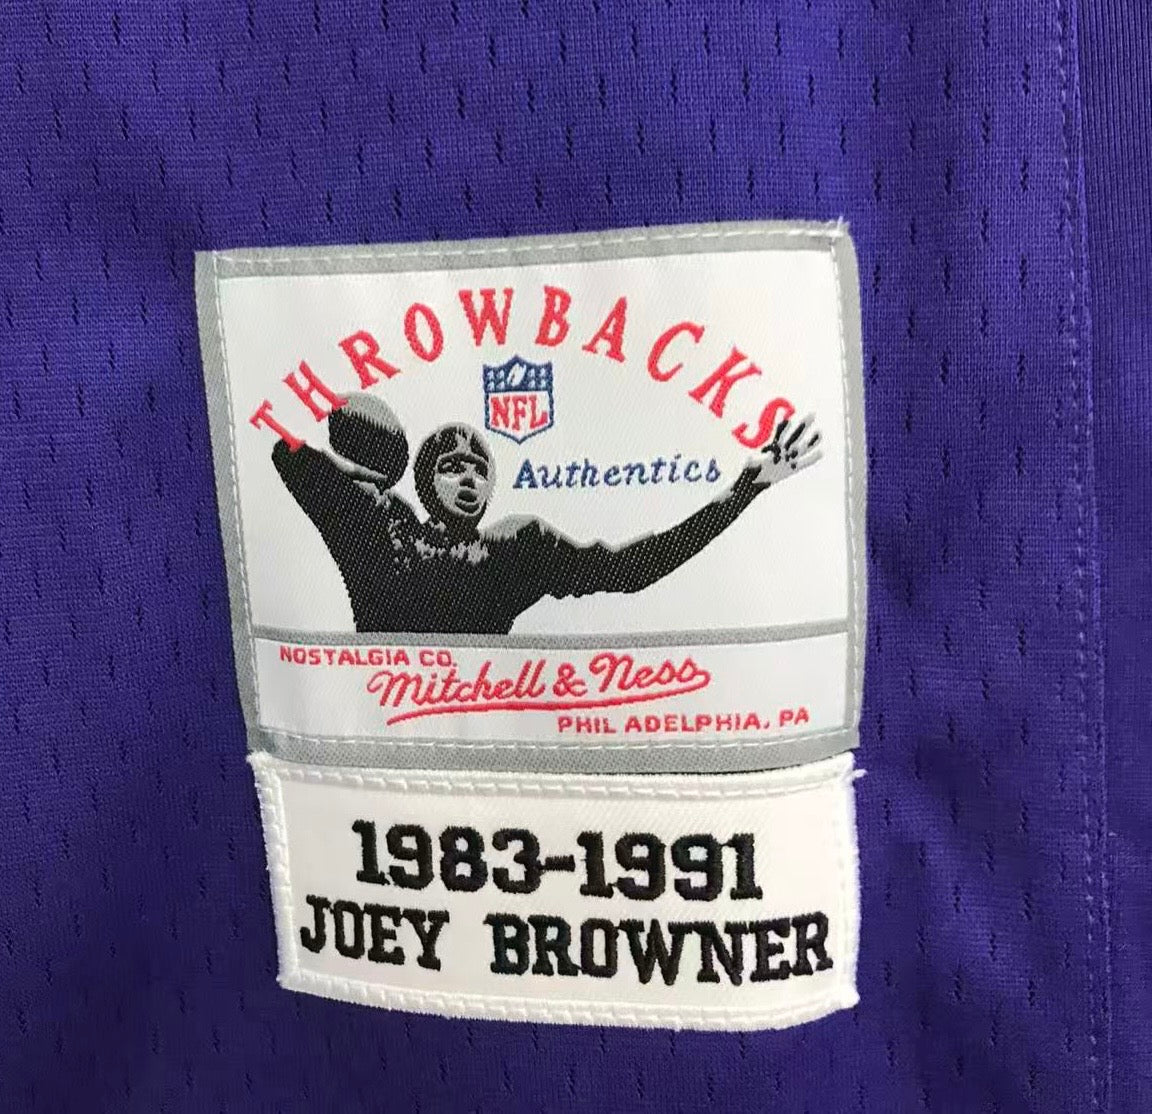 THROWBACKS
NFL
Authentics
NOSTALGIA CO.
Mitchell & Ness
PHILADELPHIA, PA
1983-1991
JOEY BROWNER